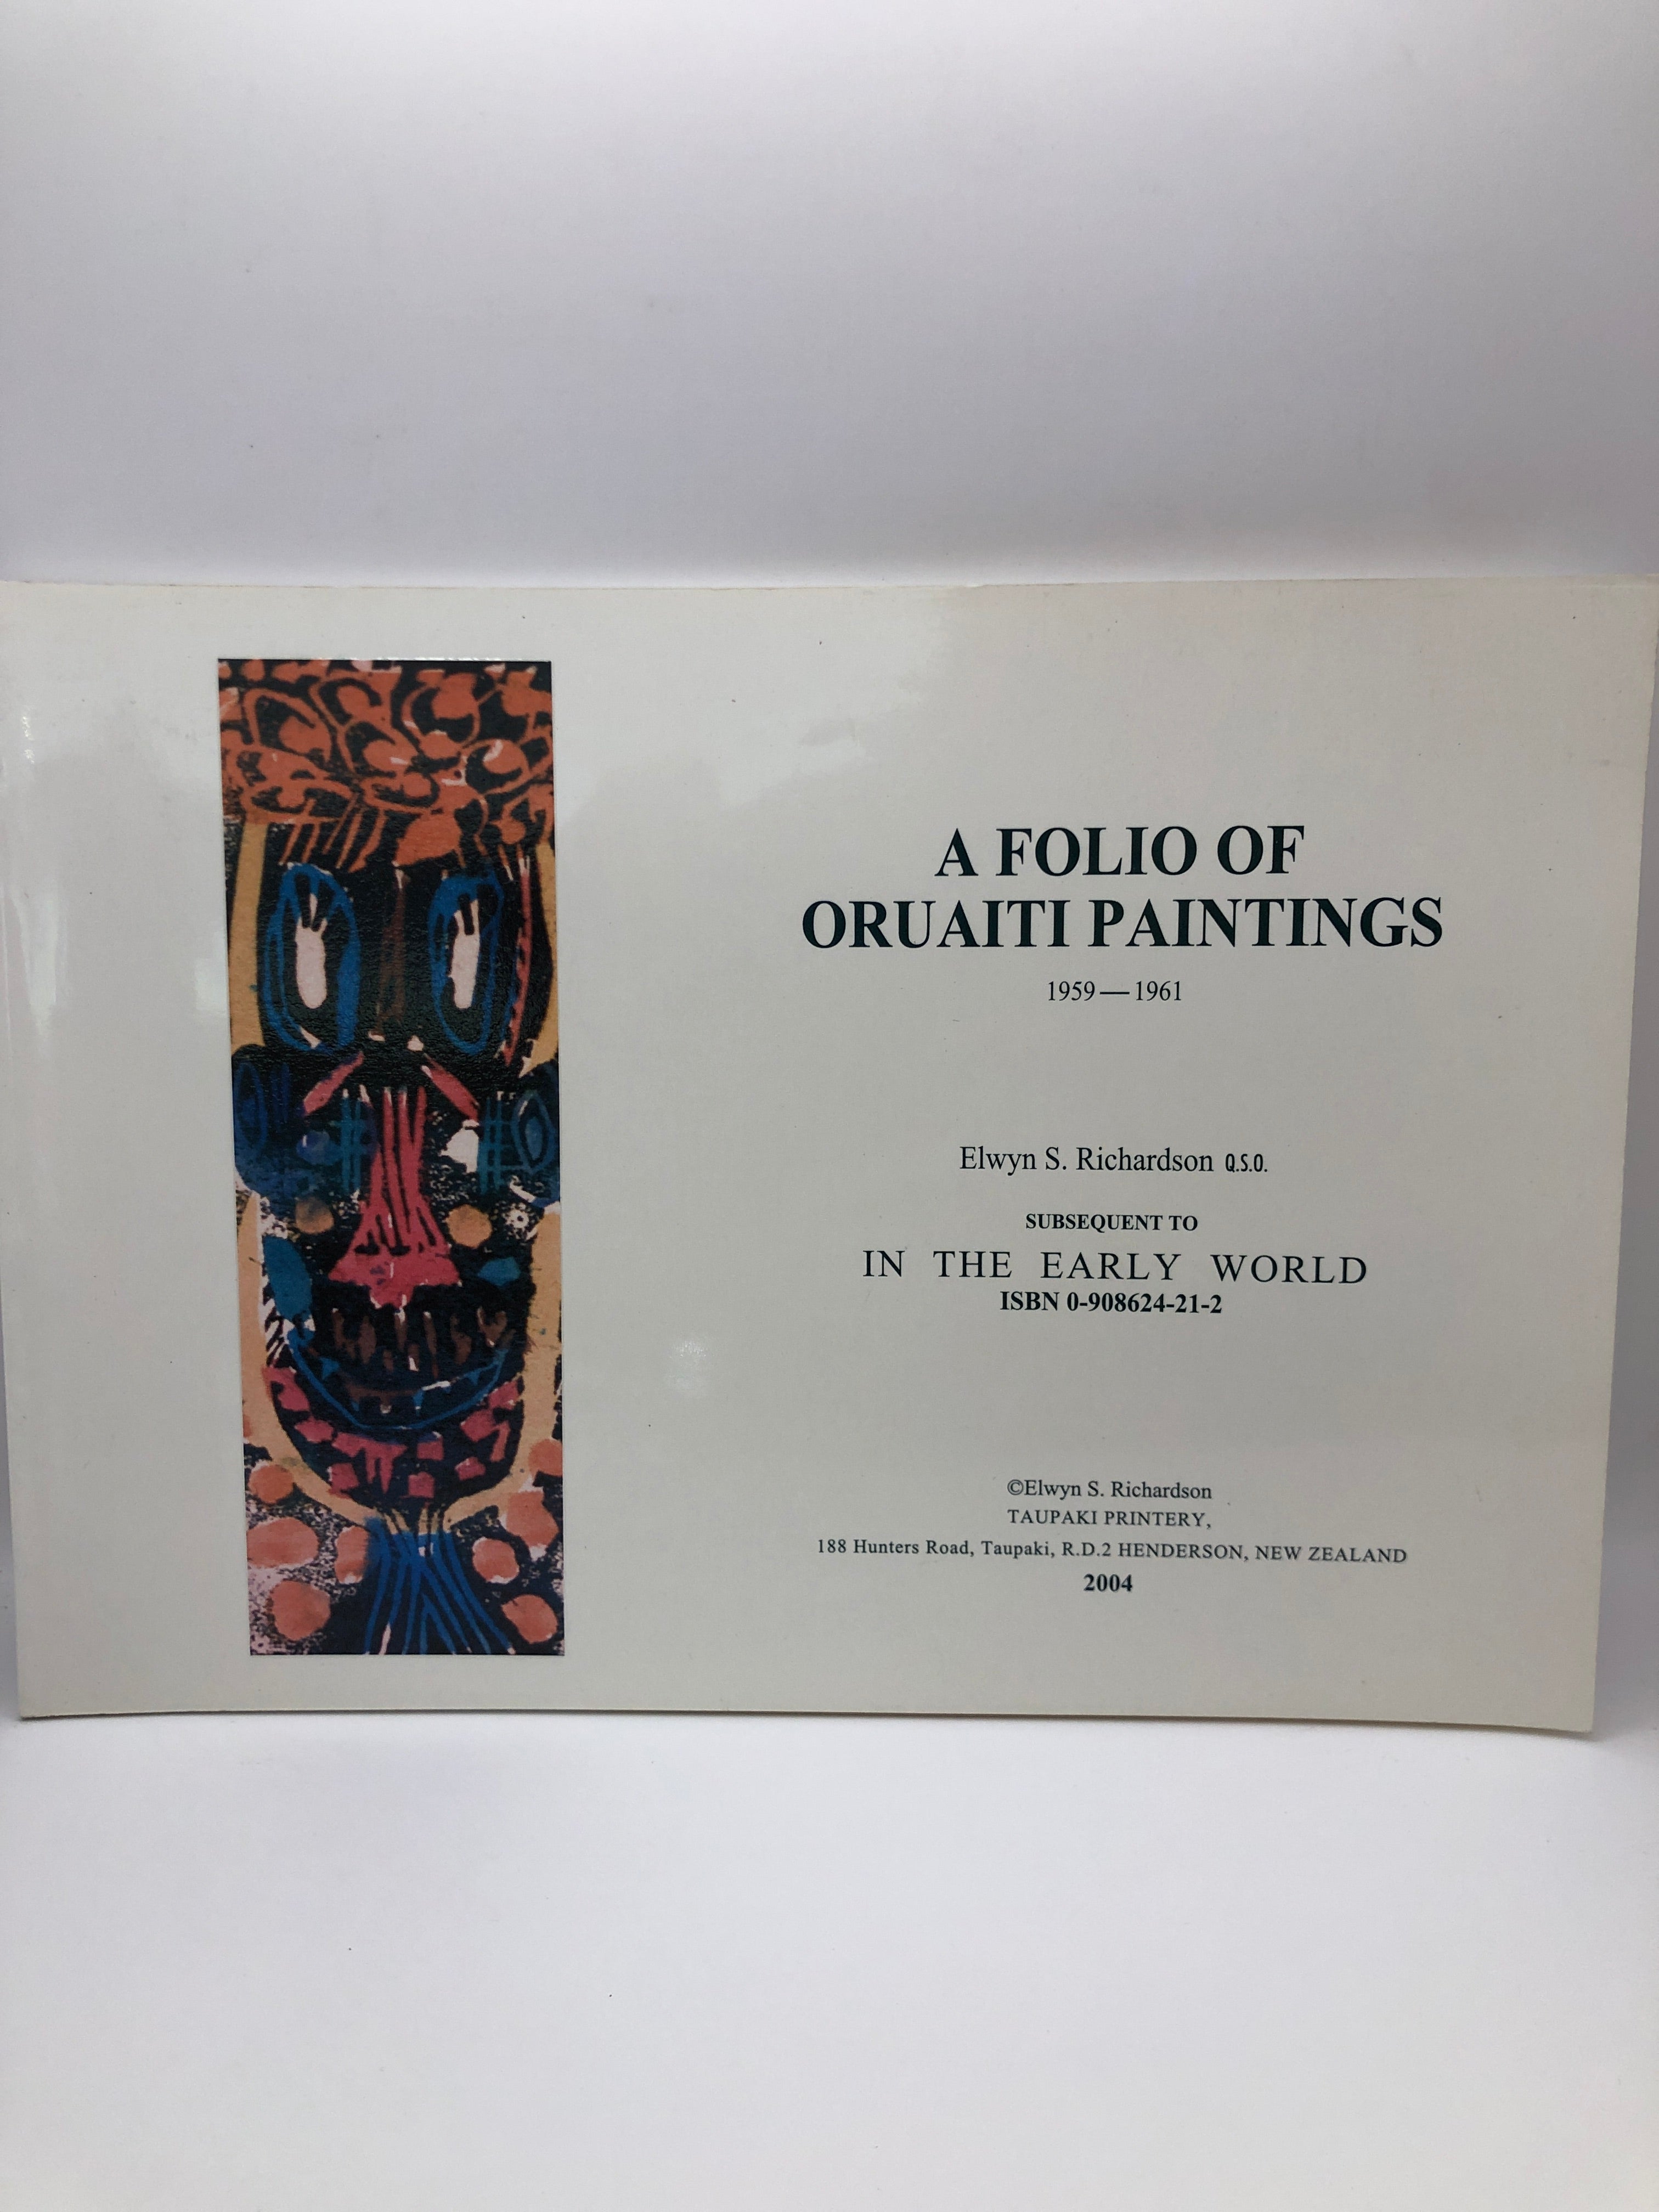 A FOLIO OF
ORUAITI PAINTINGS
1959 — 1961
Elwyn S. Richardson Q.S.O.
SUBSEQUENT TO
IN THE EARLY WORLD
ISBN 0-908624-21-2
©Elwyn S. Richardson
TAUPAKI PRINTERY,
188 Hunters Road, Taupaki, R.D.2 HENDERSON, NEW ZEALAND
2004